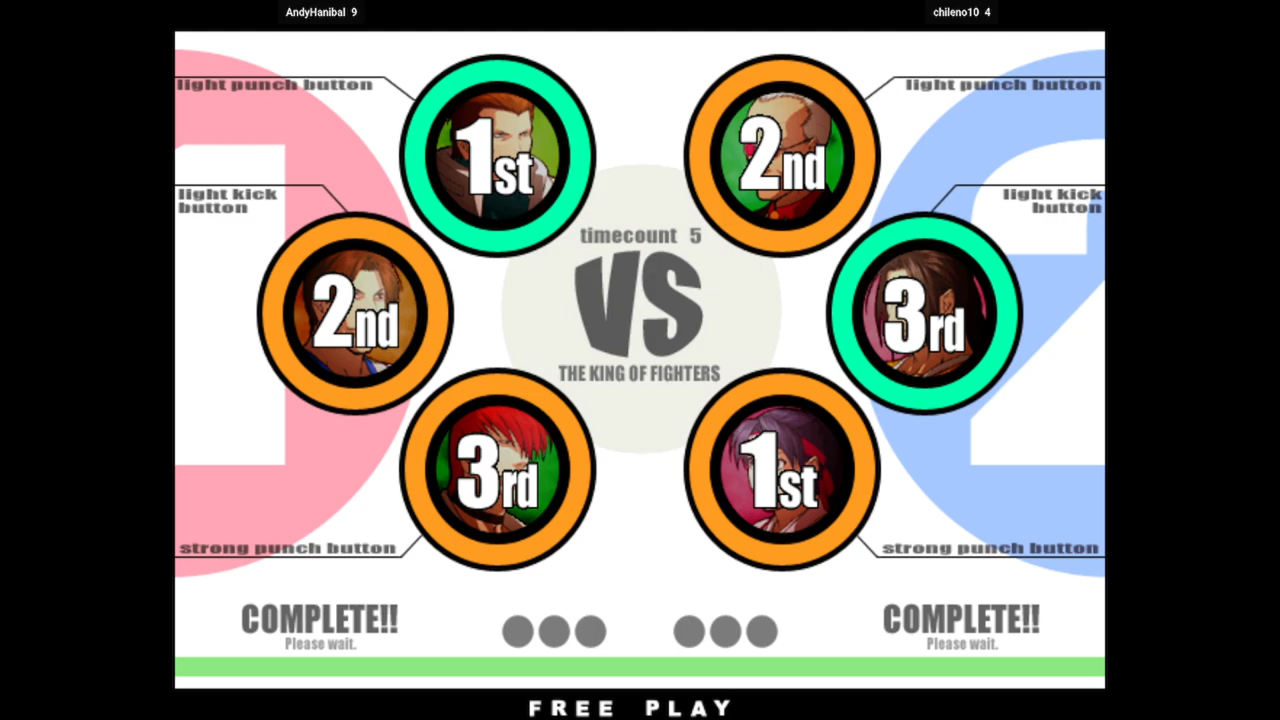 AndyHanibal 9
chileno10 4
light punch button
light punch button
1st
2nd
light kick
button
light kick
button
timecount 5
VS
THE KING OF FIGHTERS
1
2
2nd
3rd
3rd
1st
strong punch button
strong punch button
COMPLETE!!
Please wait.
COMPLETE!!
Please wait.
FREE PLAY